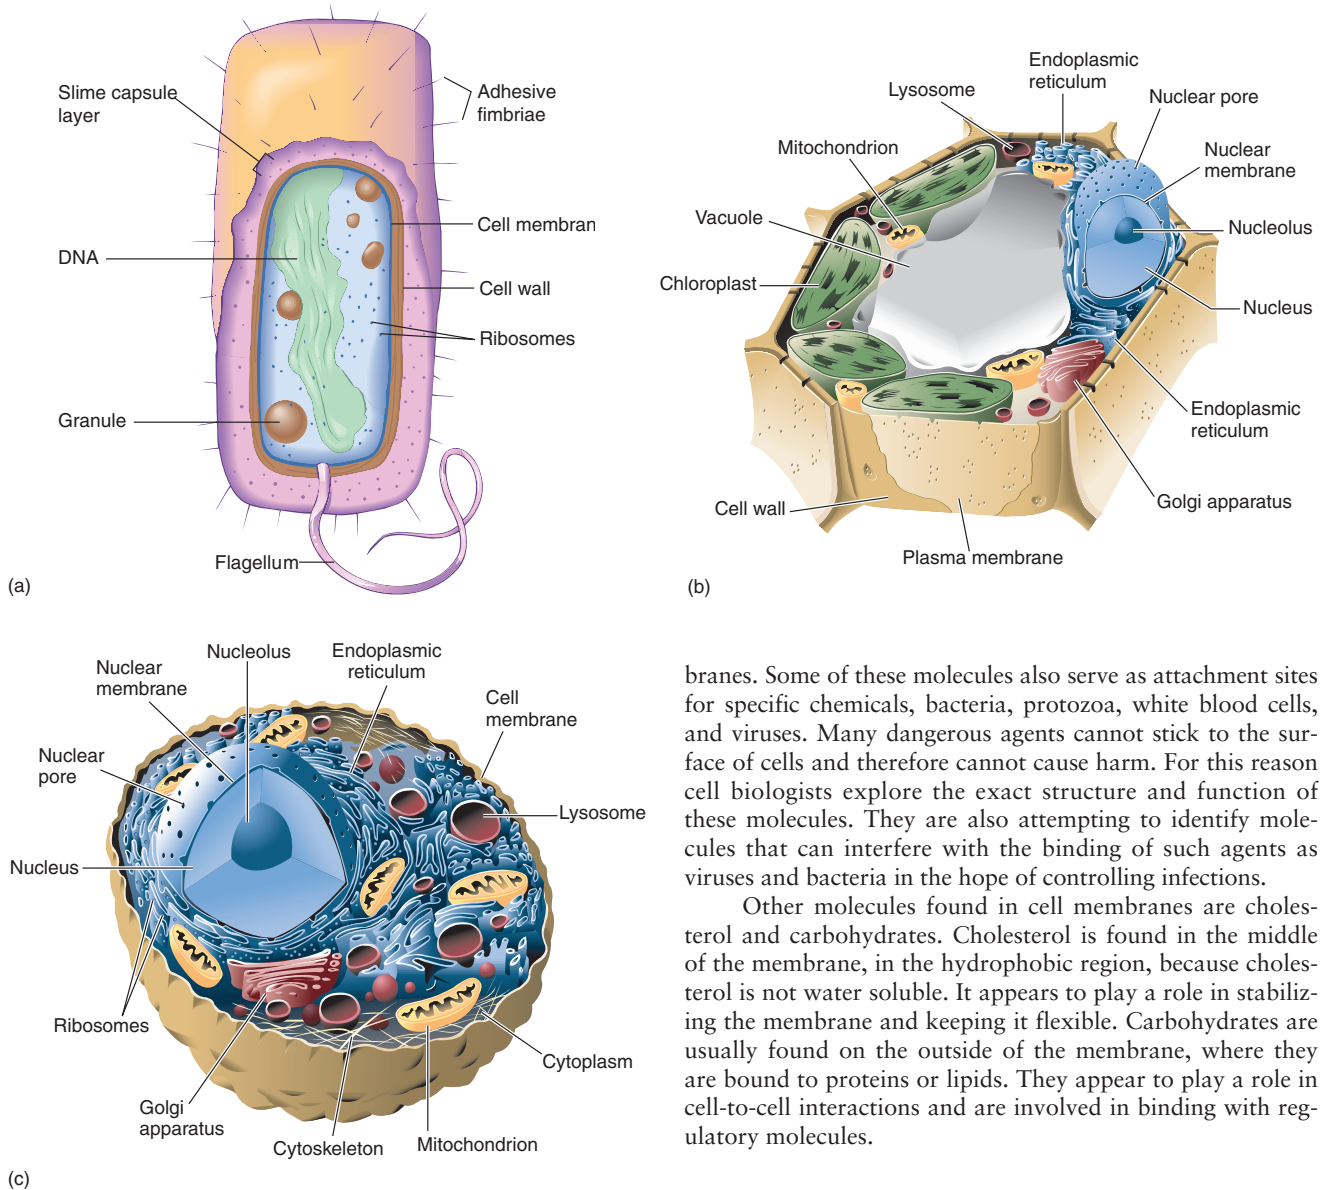 Slime capsule
layer
Adhesive
fimbriae
Cell membran
DNA
Cell wall
Ribosomes
Granule
Flagellum
(a)
Endoplasmic
reticulum
Lysosome
Nuclear pore
Mitochondrion
Nuclear
membrane
Vacuole
Nucleolus
Chloroplast
Nucleus
Endoplasmic
reticulum
Golgi apparatus
Cell wall
Plasma membrane
(b)
Nucleolus
Endoplasmic
reticulum
Nuclear
membrane
Cell
membrane
Nuclear
pore
Lysosome
Nucleus
Ribosomes
Cytoplasm
Golgi
apparatus
Cytoskeleton
Mitochondrion
(c)
branes. Some of these molecules also serve as attachment sites
for specific chemicals, bacteria, protozoa, white blood cells,
and viruses. Many dangerous agents cannot stick to the sur-
face of cells and therefore cannot cause harm. For this reason
cell biologists explore the exact structure and function of
these molecules. They are also attempting to identify mole-
cules that can interfere with the binding of such agents as
viruses and bacteria in the hope of controlling infections.
Other molecules found in cell membranes are choles-
terol and carbohydrates. Cholesterol is found in the middle
of the membrane, in the hydrophobic region, because choles-
terol is not water soluble. It appears to play a role in stabiliz-
ing the membrane and keeping it flexible. Carbohydrates are
usually found on the outside of the membrane, where they
are bound to proteins or lipids. They appear to play a role in
cell-to-cell interactions and are involved in binding with reg-
ulatory molecules.